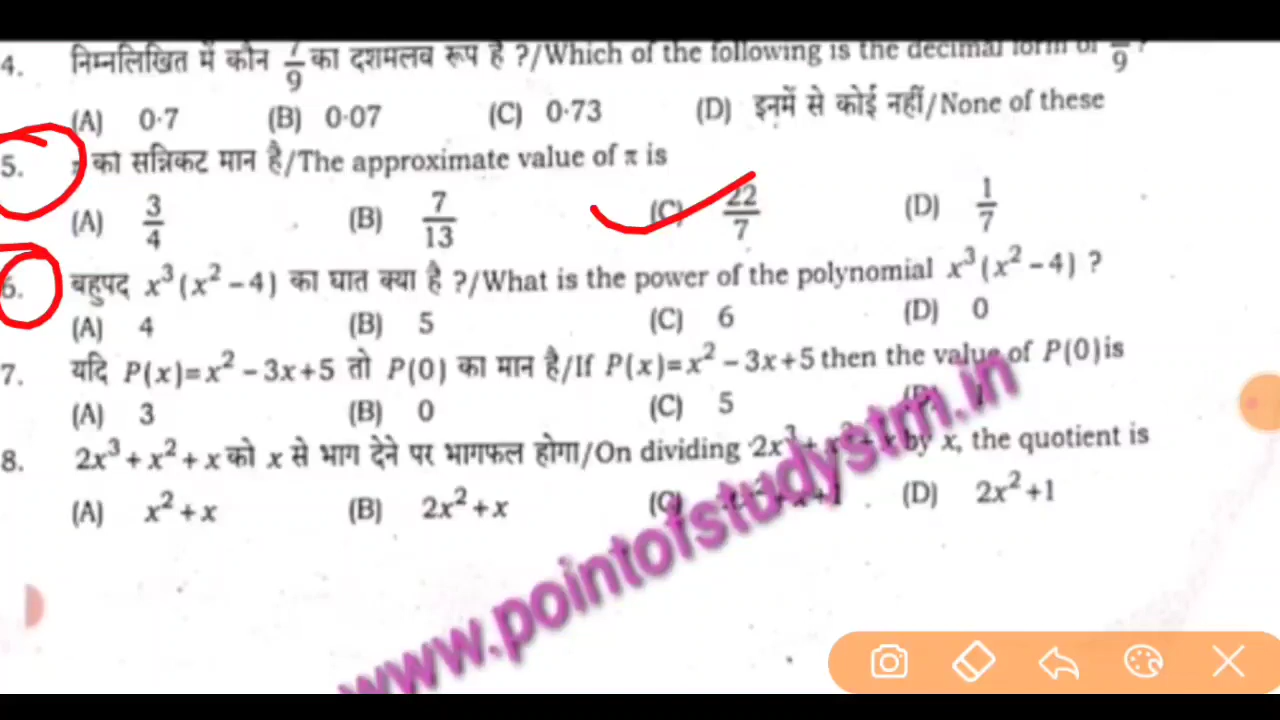 4. निम्नलिखित में कौन 7/9 का दशमलव रूप है ?/Which of the following is the decimal form of 7/9 ?
(A) 0·7 (B) 0·07 (C) 0·73 (D) इनमें से कोई नहीं/None of these
5. π का सन्निकट मान है/The approximate value of π is
(A) 3/4 (B) 7/13 (C) 22/7 (D) 1/7
6. बहुपद x³(x² – 4) का घात क्या है ?/What is the power of the polynomial x³(x² – 4) ?
(A) 4 (B) 5 (C) 6 (D) 0
7. यदि P(x)=x² – 3x+5 तो P(0) का मान है/If P(x)=x² – 3x+5 then the value of P(0) is
(A) 3 (B) 0 (C) 5 (D)
8. 2x³ + x² + x को x से भाग देने पर भागफल होगा/On dividing 2x³ + x² + x by x, the quotient is
(A) x² + x (B) 2x² + x (C) + x + 1 (D) 2x² + 1
www.pointofstudystm.in